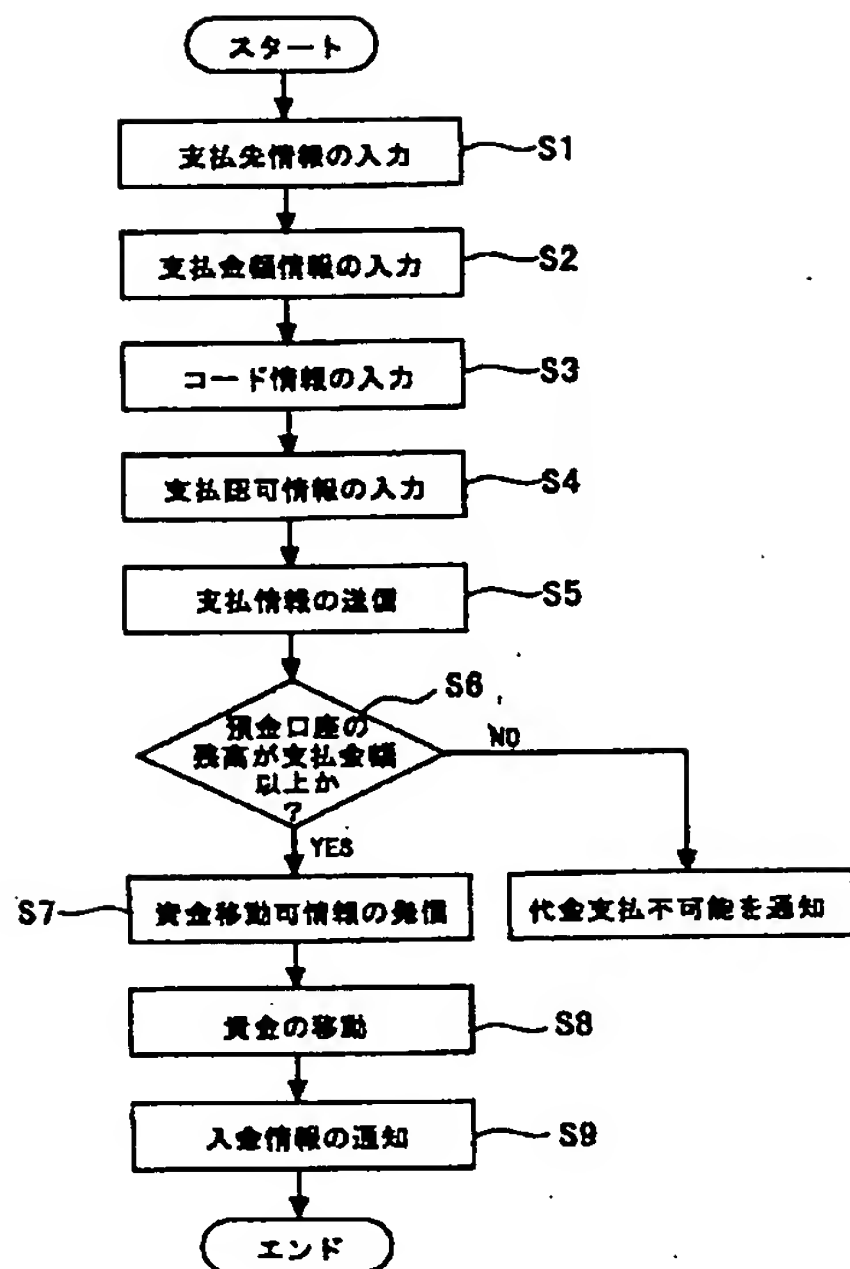 スタート
支払先情報の入力
S1
支払金額情報の入力
S2
コード情報の入力
S3
支払認可情報の入力
S4
支払情報の送信
S5
預金口座の
残高が支払金額
以上か
?
S6
NO
YES
S7
資金移動可情報の発信
代金支払不可能を通知
資金の移動
S8
入金情報の通知
S9
エンド